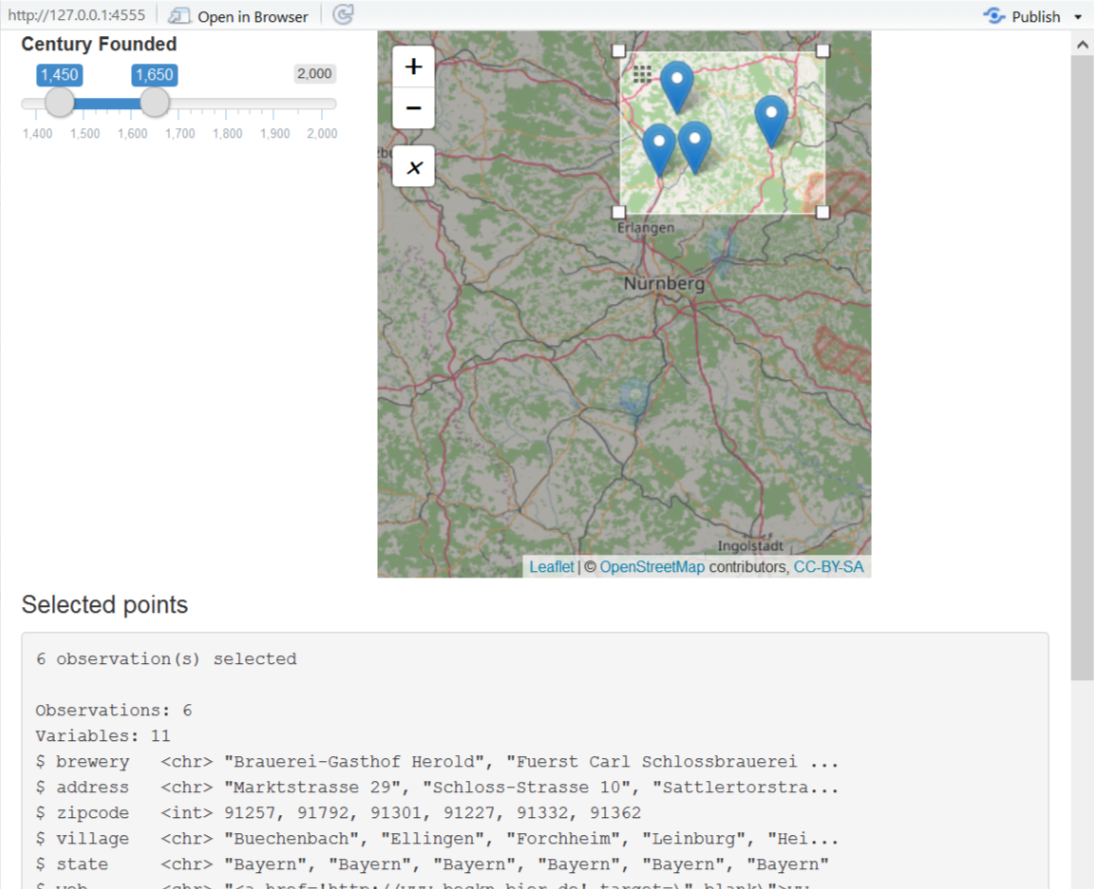 http://127.0.0.1:4555 Open in Browser Publish
Century Founded
1,450 1,650 2,000
1,400 1,500 1,600 1,700 1,800 1,900 2,000
+
−
×
Erlangen
Nürnberg
Ingolstadt
Leaflet | © OpenStreetMap contributors, CC-BY-SA
Selected points
6 observation(s) selected
Observations: 6
Variables: 11
$ brewery <chr> "Brauerei-Gasthof Herold", "Fuerst Carl Schlossbrauerei ...
$ address <chr> "Marktstrasse 29", "Schloss-Strasse 10", "Sattlertorstra...
$ zipcode <int> 91257, 91792, 91301, 91227, 91332, 91362
$ village <chr> "Buechenbach", "Ellingen", "Forchheim", "Leinburg", "Hei...
$ state <chr> "Bayern", "Bayern", "Bayern", "Bayern", "Bayern", "Bayern"